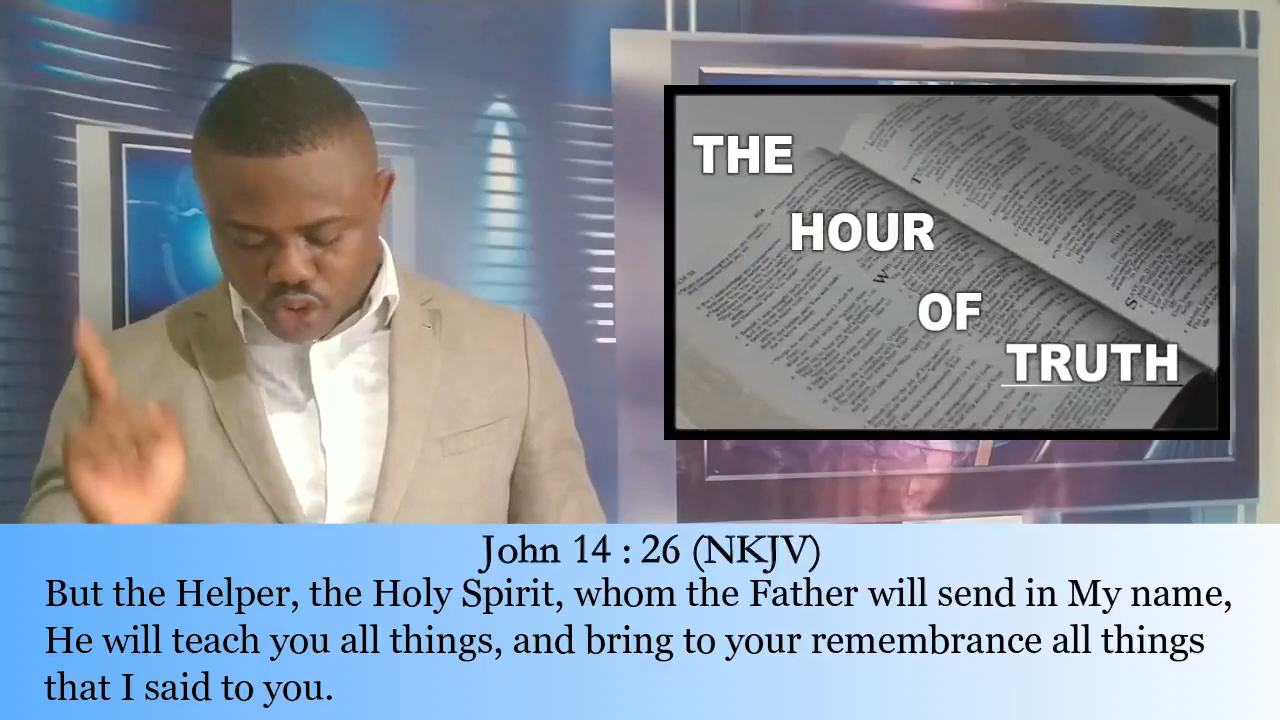 THE
HOUR
OF
TRUTH
John 14 : 26 (NKJV)
But the Helper, the Holy Spirit, whom the Father will send in My name,
He will teach you all things, and bring to your remembrance all things
that I said to you.